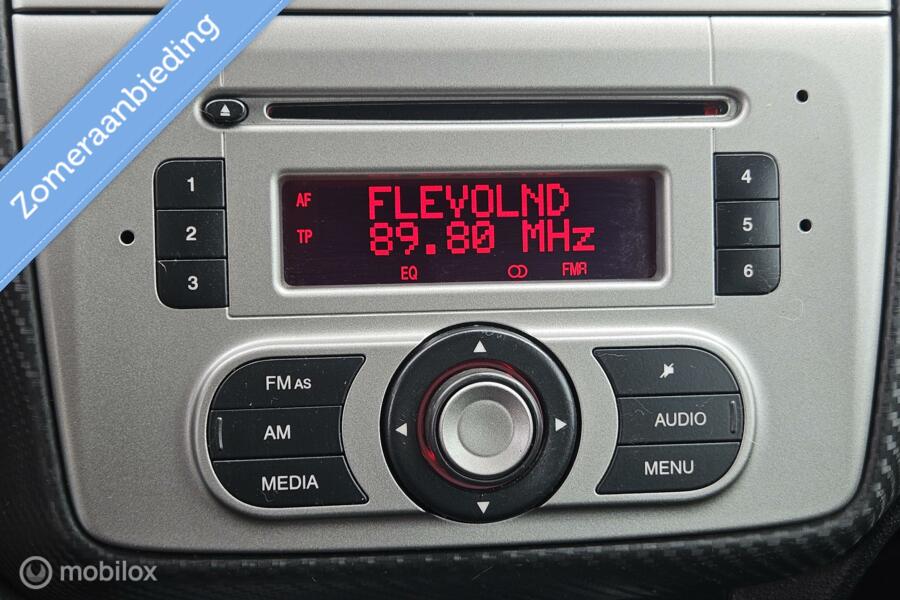 Zomeraanbieding
1
2
3
AF
TP
FLEVOLND
89.80 MHz
EQ
FMR
4
5
6
FM AS
AM
MEDIA
AUDIO
MENU
mobilox